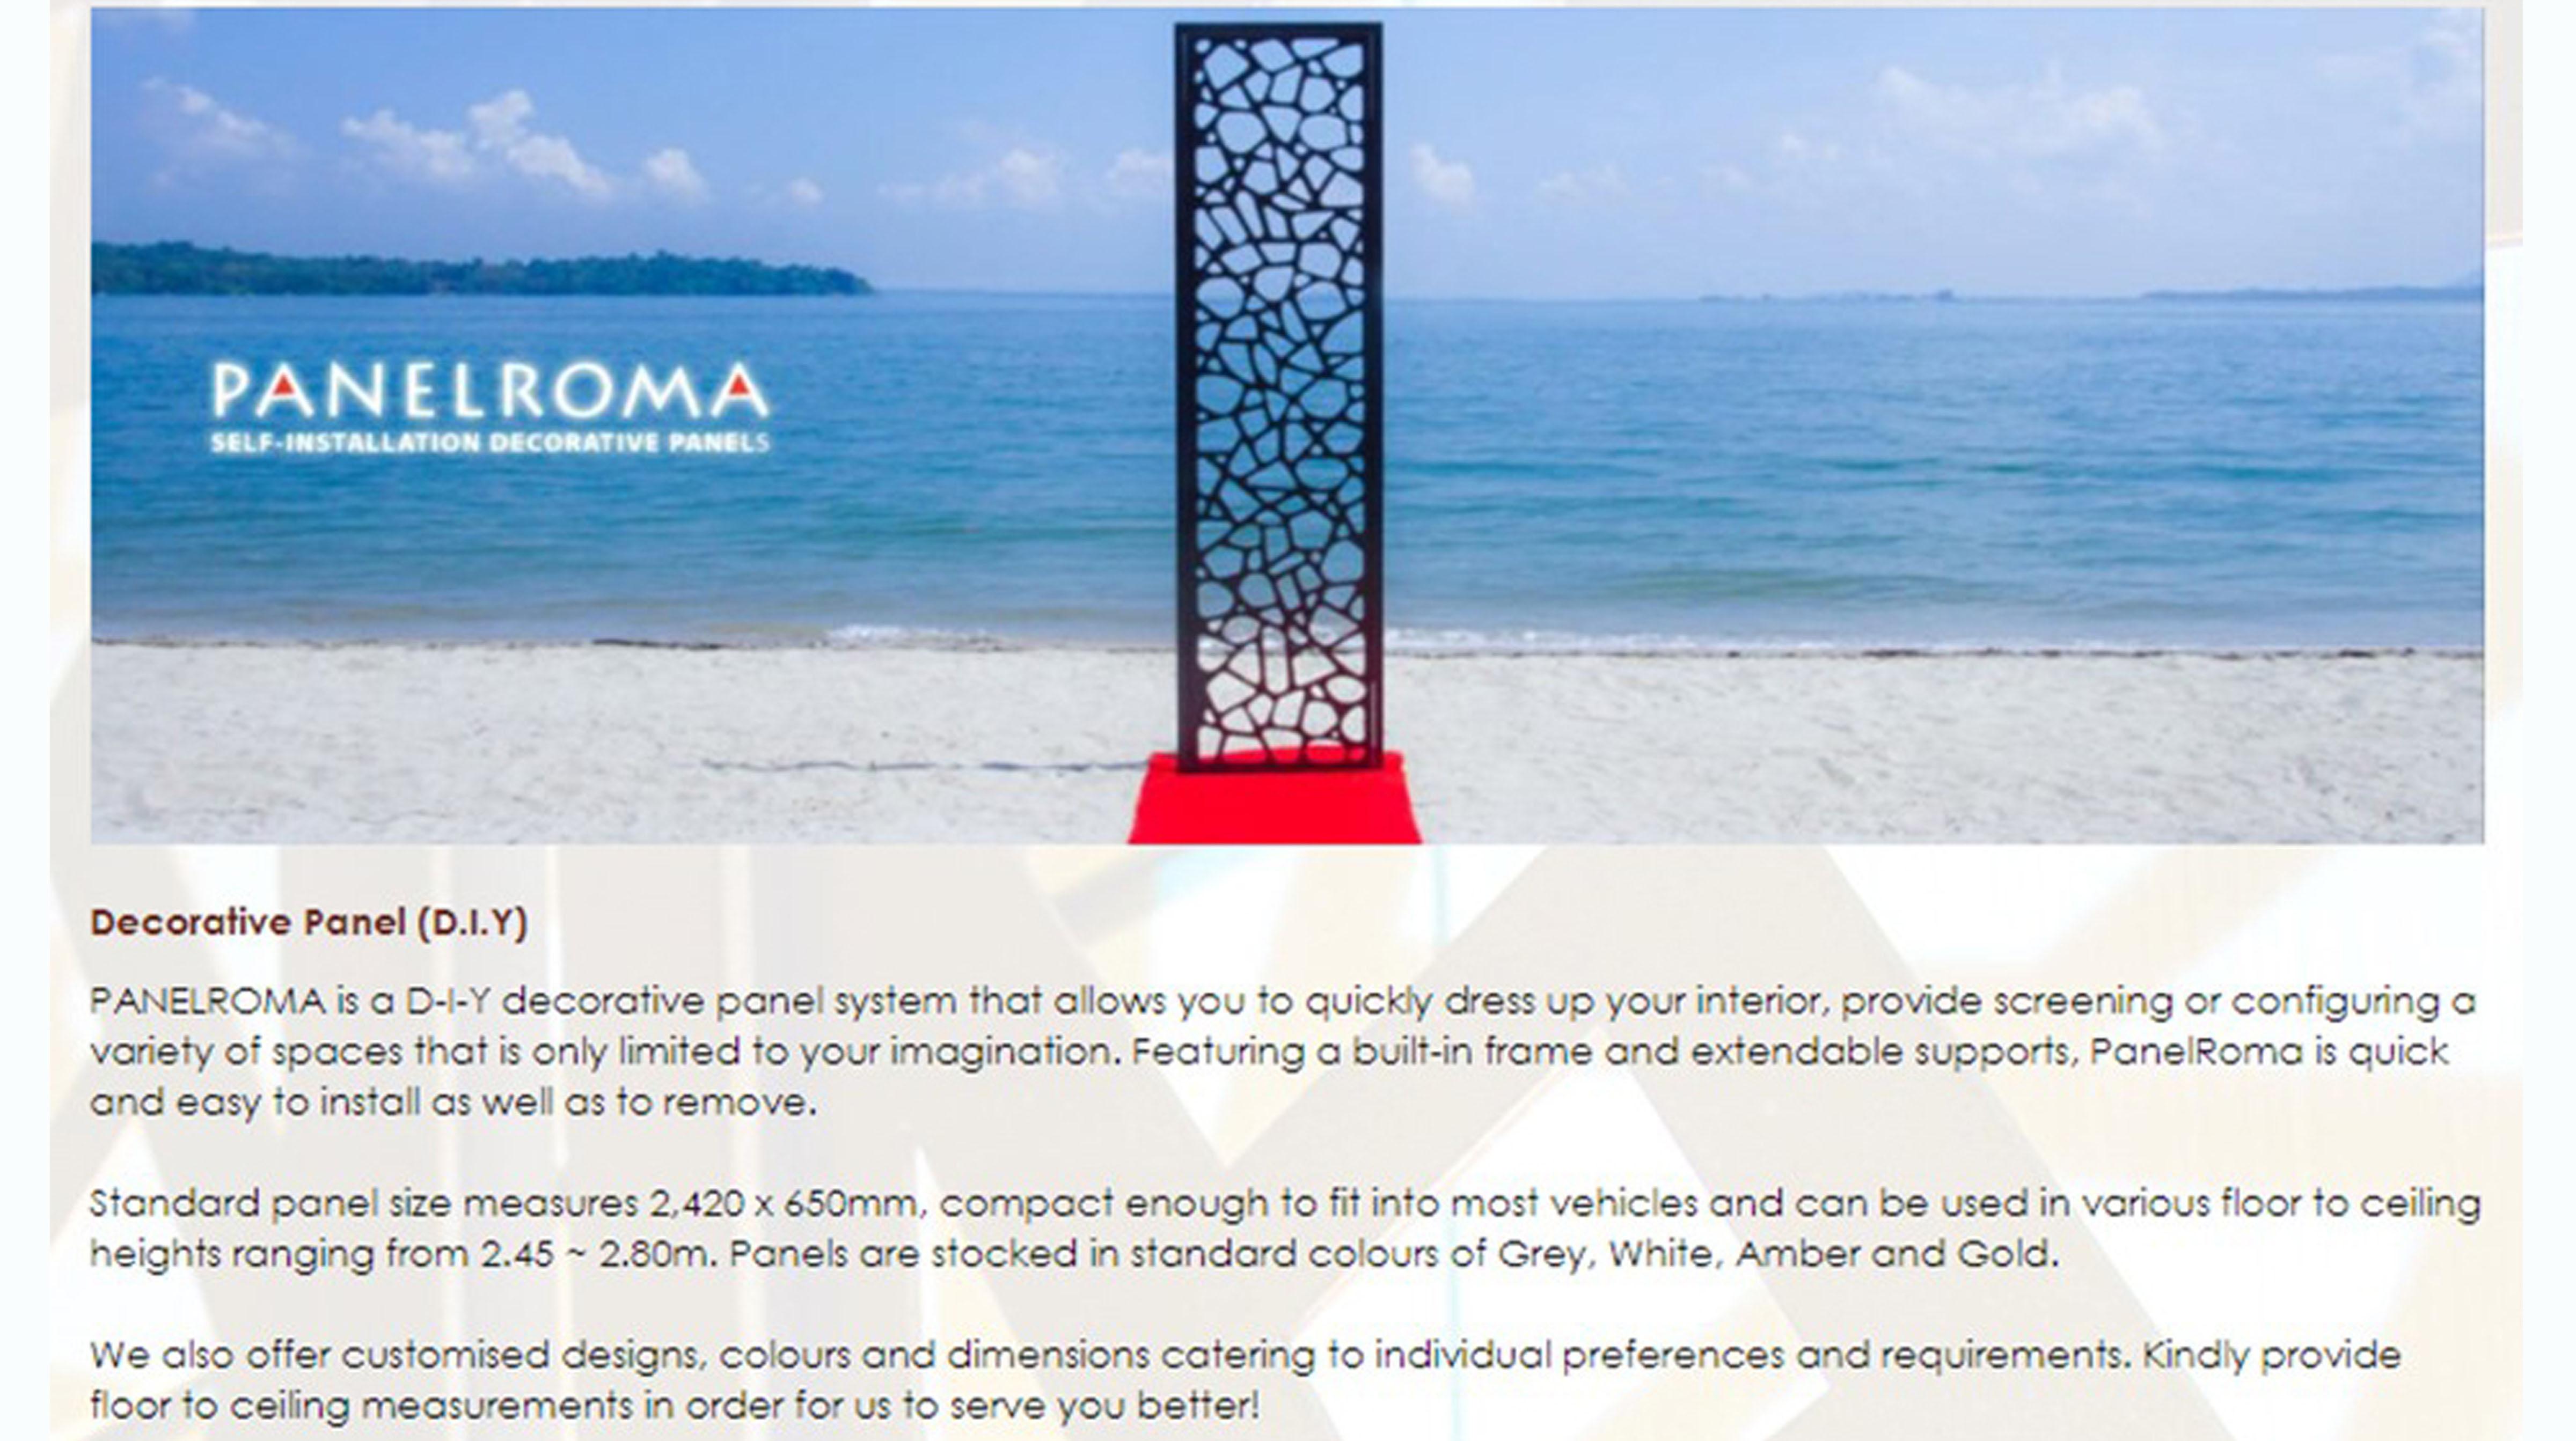 PANELROMA
SELF-INSTALLATION DECORATIVE PANELS
Decorative Panel (D.I.Y)
PANELROMA is a D-I-Y decorative panel system that allows you to quickly dress up your interior, provide screening or configuring a
variety of spaces that is only limited to your imagination. Featuring a built-in frame and extendable supports, PanelRoma is quick
and easy to install as well as to remove.
Standard panel size measures 2,420 x 650mm, compact enough to fit into most vehicles and can be used in various floor to ceiling
heights ranging from 2.45 ~ 2.80m. Panels are stocked in standard colours of Grey, White, Amber and Gold.
We also offer customised designs, colours and dimensions catering to individual preferences and requirements. Kindly provide
floor to ceiling measurements in order for us to serve you better!